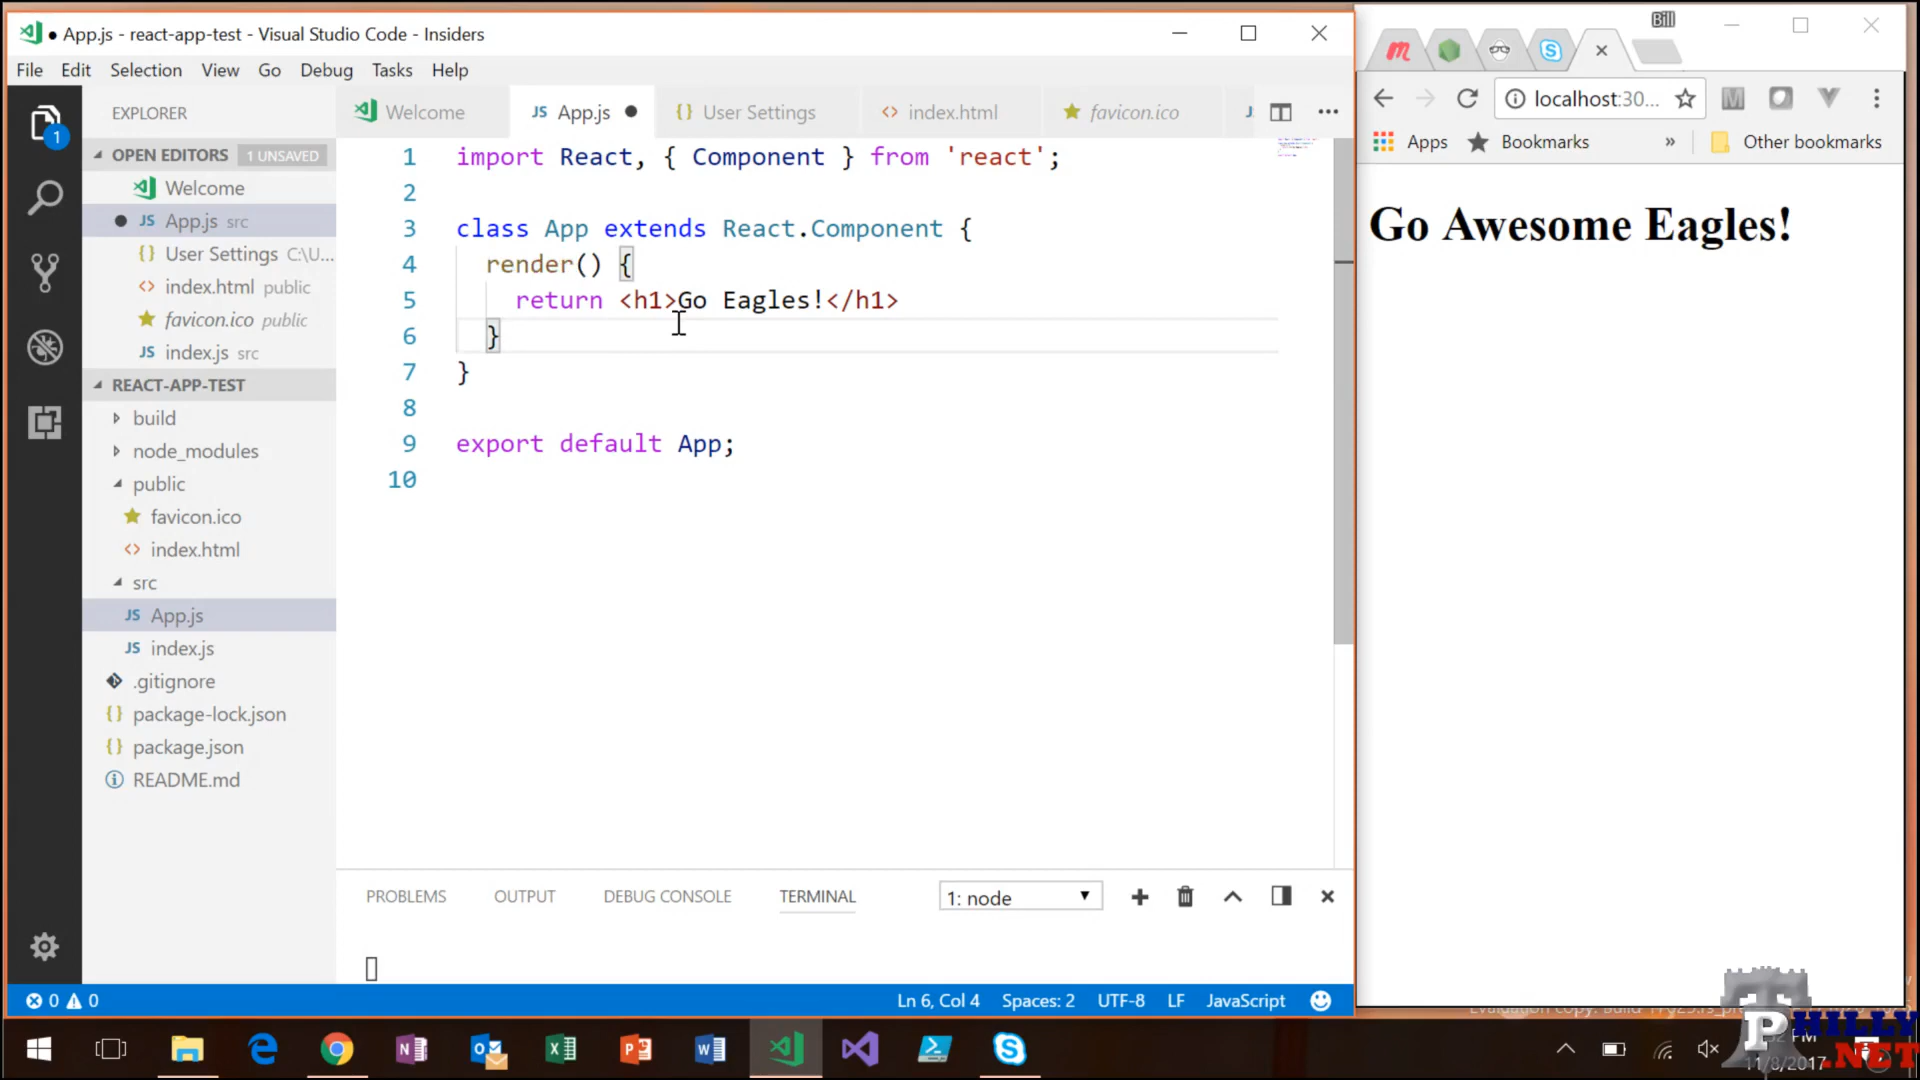 App.js - react-app-test - Visual Studio Code - Insiders
Bill
File Edit Selection View Go Debug Tasks Help
localhost:30...
Apps Bookmarks » Other bookmarks
EXPLORER
Welcome
JS App.js
{} User Settings
<> index.html
favicon.ico
OPEN EDITORS 1 UNSAVED
Welcome
JS App.js src
{} User Settings C:\U...
<> index.html public
favicon.ico public
JS index.js src
REACT-APP-TEST
build
node_modules
public
favicon.ico
<> index.html
src
JS App.js
JS index.js
.gitignore
{} package-lock.json
{} package.json
README.md
1 import React, { Component } from 'react';
2
3 class App extends React.Component {
4 render() {
5 return <h1>Go Eagles!</h1>
6 }
7 }
8
9 export default App;
10
Go Awesome Eagles!
PROBLEMS OUTPUT DEBUG CONSOLE TERMINAL 1: node
0 0 Ln 6, Col 4 Spaces: 2 UTF-8 LF JavaScript
PM
11/8/2017
PHILLY
.NET